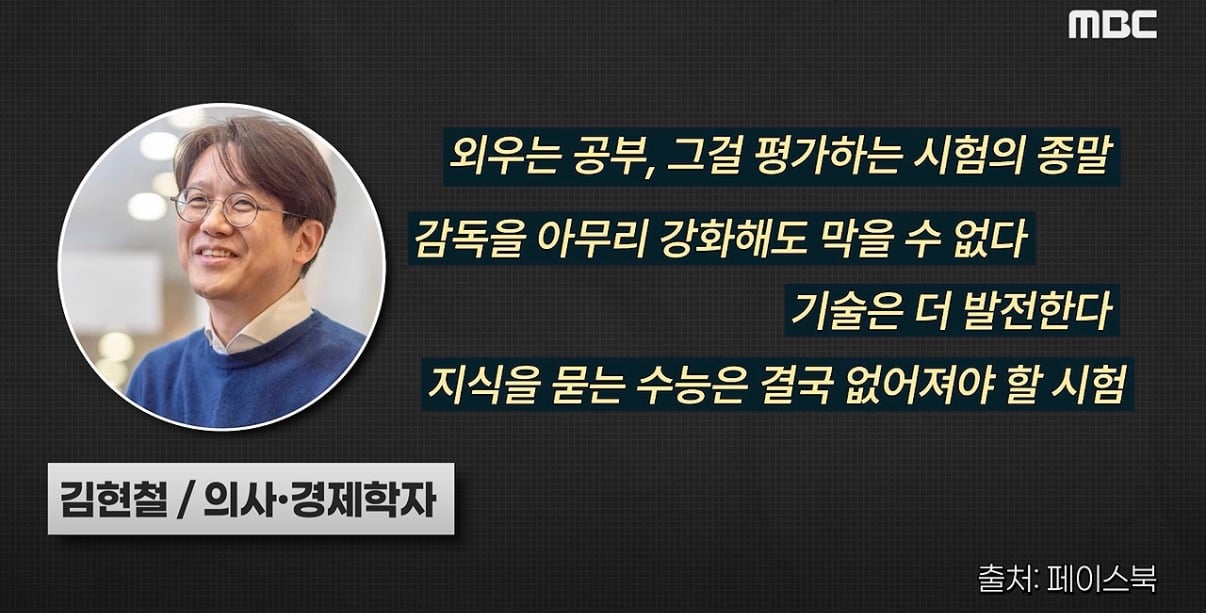 MBC
외우는 공부, 그걸 평가하는 시험의 종말
감독을 아무리 강화해도 막을 수 없다
기술은 더 발전한다
지식을 묻는 수능은 결국 없어져야 할 시험
김현철 / 의사·경제학자
출처: 페이스북